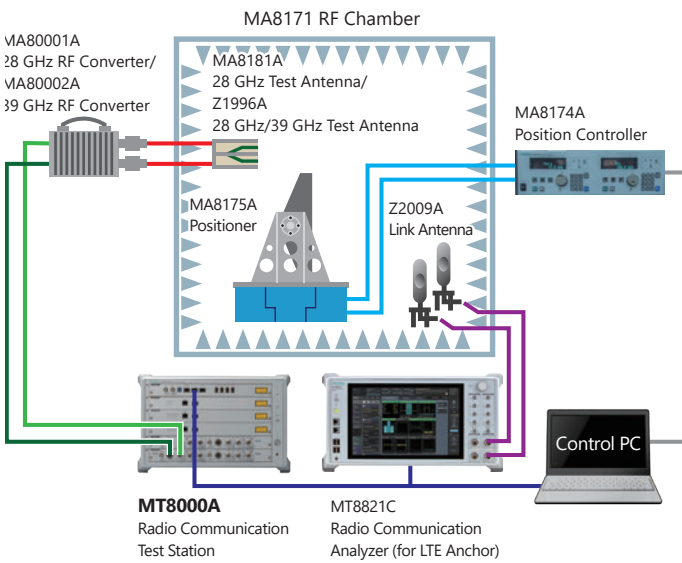 MA8171 RF Chamber
MA80001A
28 GHz RF Converter/
MA80002A
39 GHz RF Converter
MA8181A
28 GHz Test Antenna/
Z1996A
28 GHz/39 GHz Test Antenna
MA8174A
Position Controller
MA8175A
Positioner
Z2009A
Link Antenna
Control PC
MT8000A
Radio Communication
Test Station
MT8821C
Radio Communication
Analyzer (for LTE Anchor)